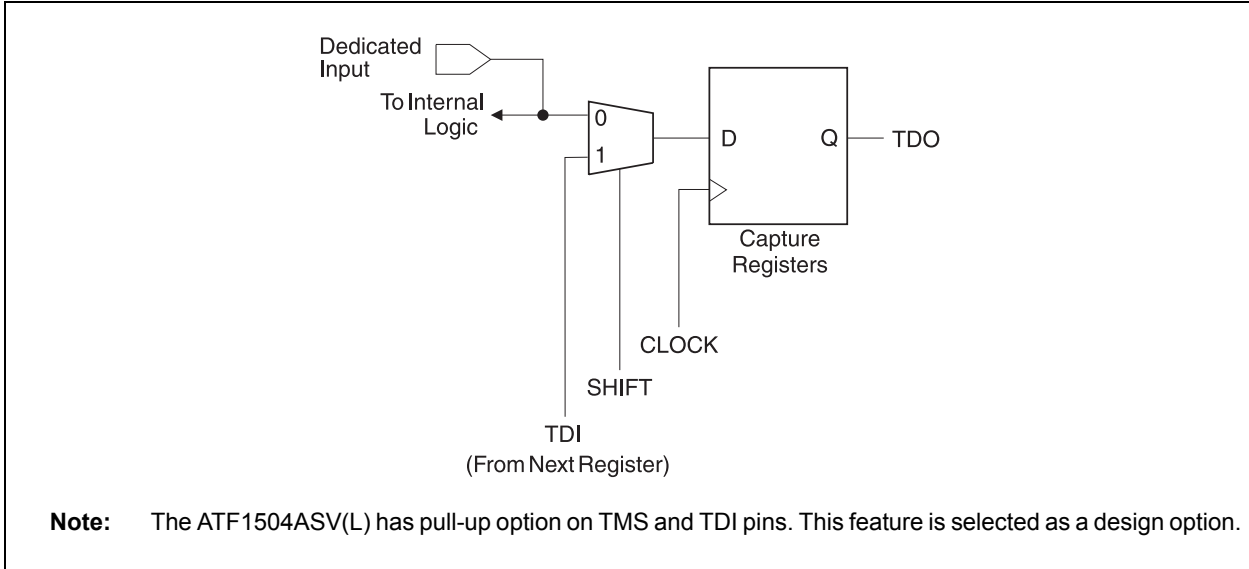 Dedicated
Input
To Internal
Logic
0
1
D
Q
TDO
Capture
Registers
CLOCK
SHIFT
TDI
(From Next Register)
Note: The ATF1504ASV(L) has pull-up option on TMS and TDI pins. This feature is selected as a design option.